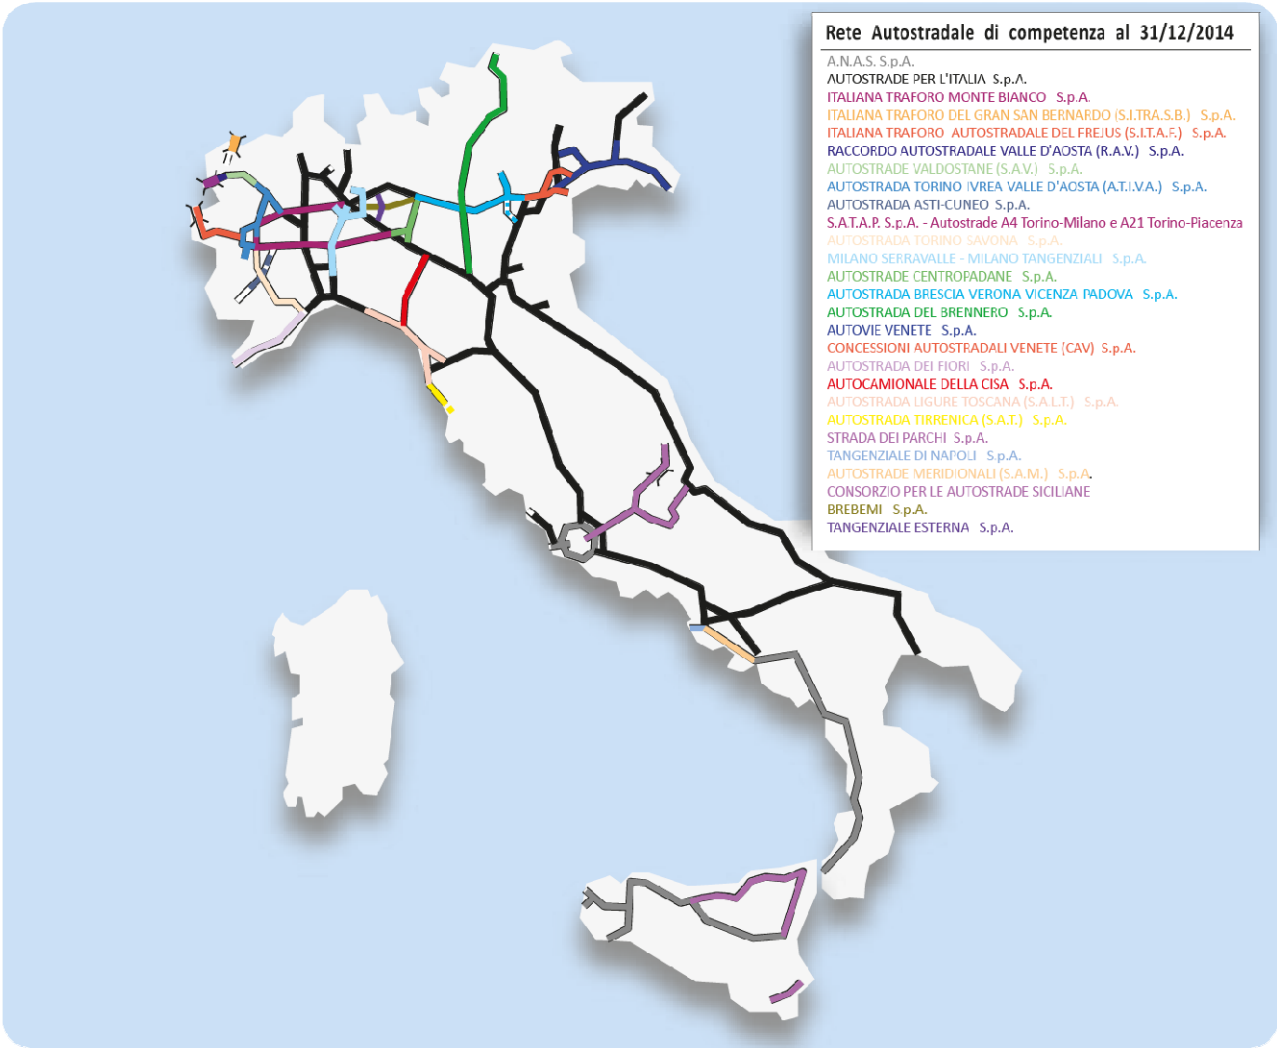 Rete Autostradale di competenza al 31/12/2014
A.N.A.S. S.p.A.
AUTOSTRADE PER L'ITALIA S.p.A.
ITALIANA TRAFORO MONTE BIANCO S.p.A.
ITALIANA TRAFORO DEL GRAN SAN BERNARDO (S.I.TRA.S.B.) S.p.A.
ITALIANA TRAFORO AUTOSTRADALE DEL FREJUS (S.I.T.A.F.) S.p.A.
RACCORDO AUTOSTRADALE VALLE D'AOSTA (R.A.V.) S.p.A.
AUTOSTRADE VALDOSTANE (S.A.V.) S.p.A.
AUTOSTRADA TORINO IVREA VALLE D'AOSTA (A.T.I.V.A.) S.p.A.
AUTOSTRADA ASTI-CUNEO S.p.A.
S.A.T.A.P. S.p.A. - Autostrade A4 Torino-Milano e A21 Torino-Piacenza
AUTOSTRADA TORINO SAVONA S.p.A.
MILANO SERRAVALLE - MILANO TANGENZIALI S.p.A.
AUTOSTRADE CENTROPADANE S.p.A.
AUTOSTRADA BRESCIA VERONA VICENZA PADOVA S.p.A.
AUTOSTRADA DEL BRENNERO S.p.A.
AUTOVIE VENETE S.p.A.
CONCESSIONI AUTOSTRADALI VENETE (CAV) S.p.A.
AUTOSTRADA DEI FIORI S.p.A.
AUTOCAMIONALE DELLA CISA S.p.A.
AUTOSTRADA LIGURE TOSCANA (S.A.L.T.) S.p.A.
AUTOSTRADA TIRRENICA (S.A.T.) S.p.A.
STRADA DEI PARCHI S.p.A.
TANGENZIALE DI NAPOLI S.p.A.
AUTOSTRADE MERIDIONALI (S.A.M.) S.p.A.
CONSORZIO PER LE AUTOSTRADE SICILIANE
BREBEMI S.p.A.
TANGENZIALE ESTERNA S.p.A.